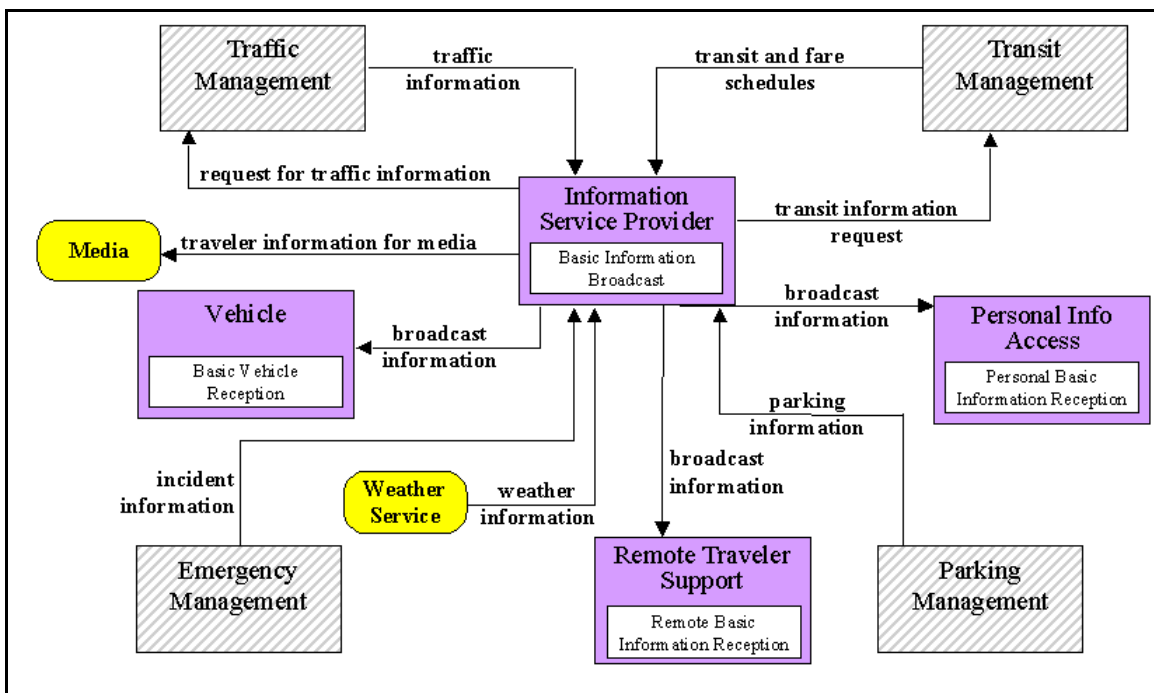 Traffic
Management
traffic
information
transit and fare
schedules
Transit
Management
request for traffic information
Information
Service Provider
Basic Information
Broadcast
transit information
request
Media
traveler information for media
Vehicle
Basic Vehicle
Reception
broadcast
information
broadcast
information
Personal Info
Access
Personal Basic
Information Reception
parking
information
incident
information
Weather
Service
weather
information
broadcast
information
Emergency
Management
Remote Traveler
Support
Remote Basic
Information Reception
Parking
Management